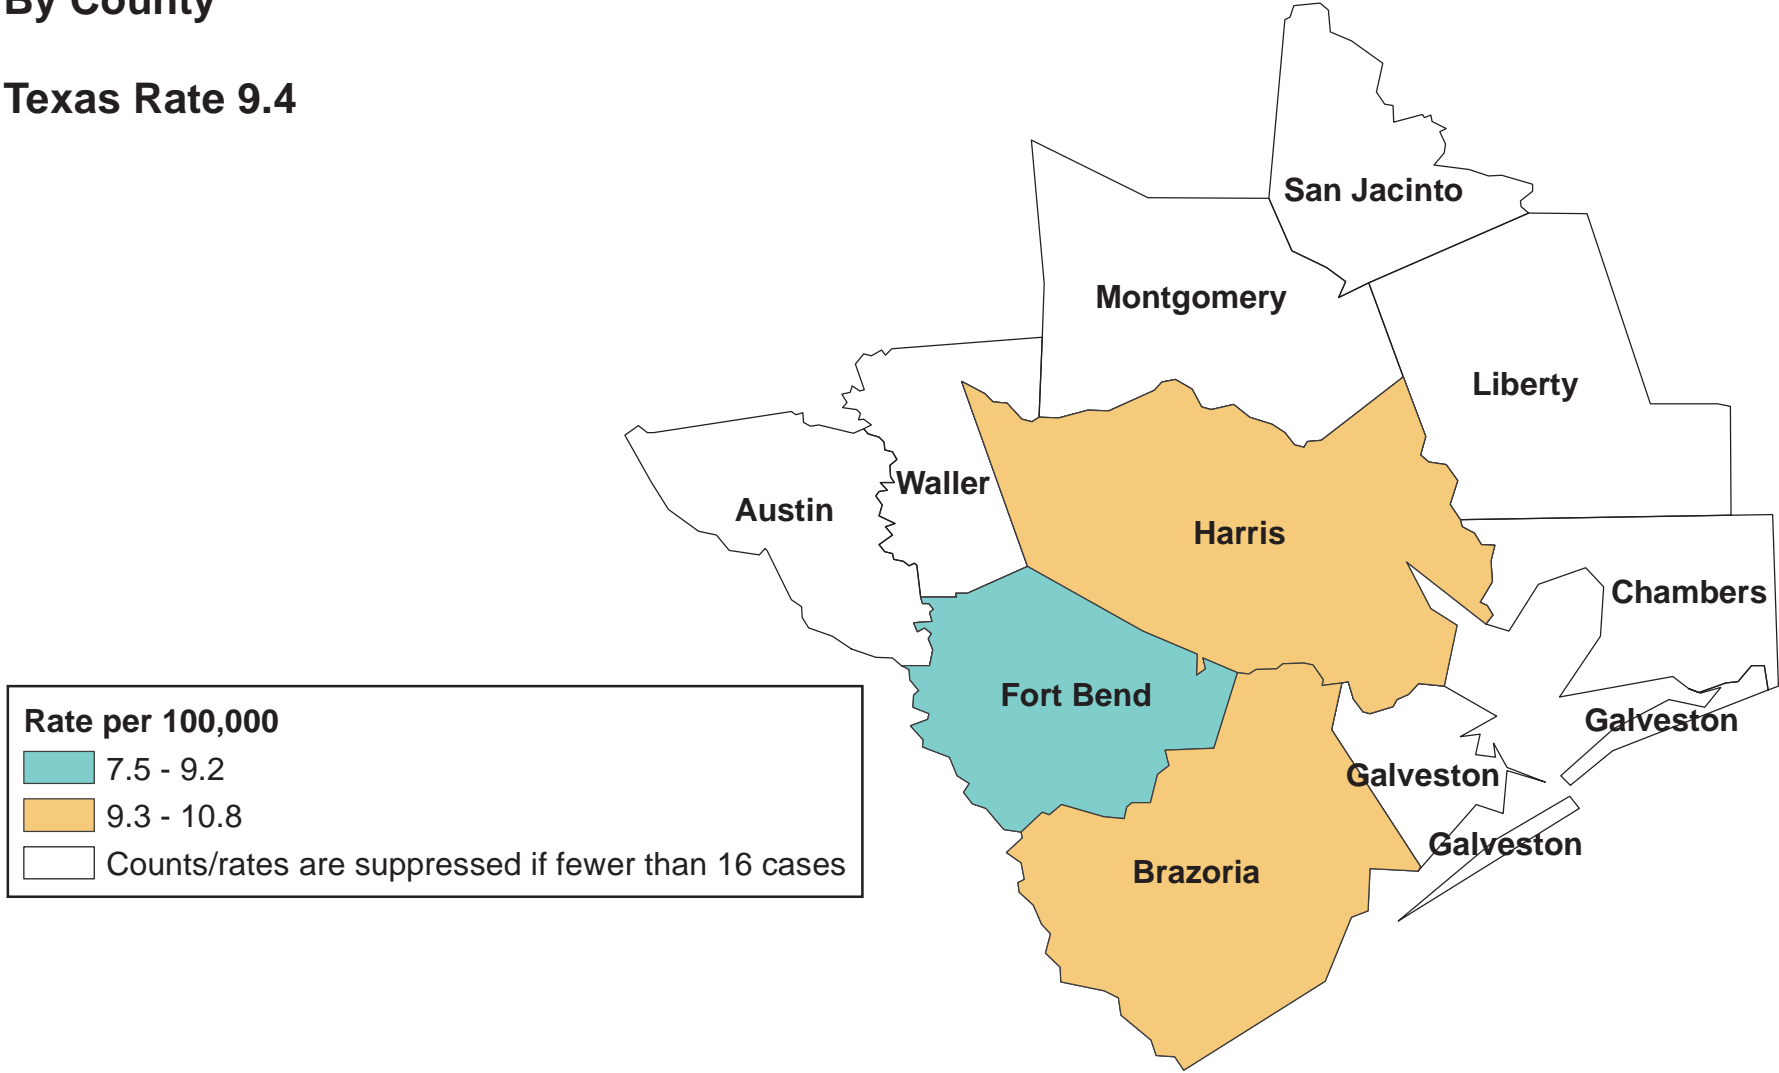 By County
Texas Rate 9.4
San Jacinto
Montgomery
Liberty
Waller
Austin
Harris
Chambers
Fort Bend
Galveston
Galveston
Galveston
Brazoria
Rate per 100,000
7.5 - 9.2
9.3 - 10.8
Counts/rates are suppressed if fewer than 16 cases